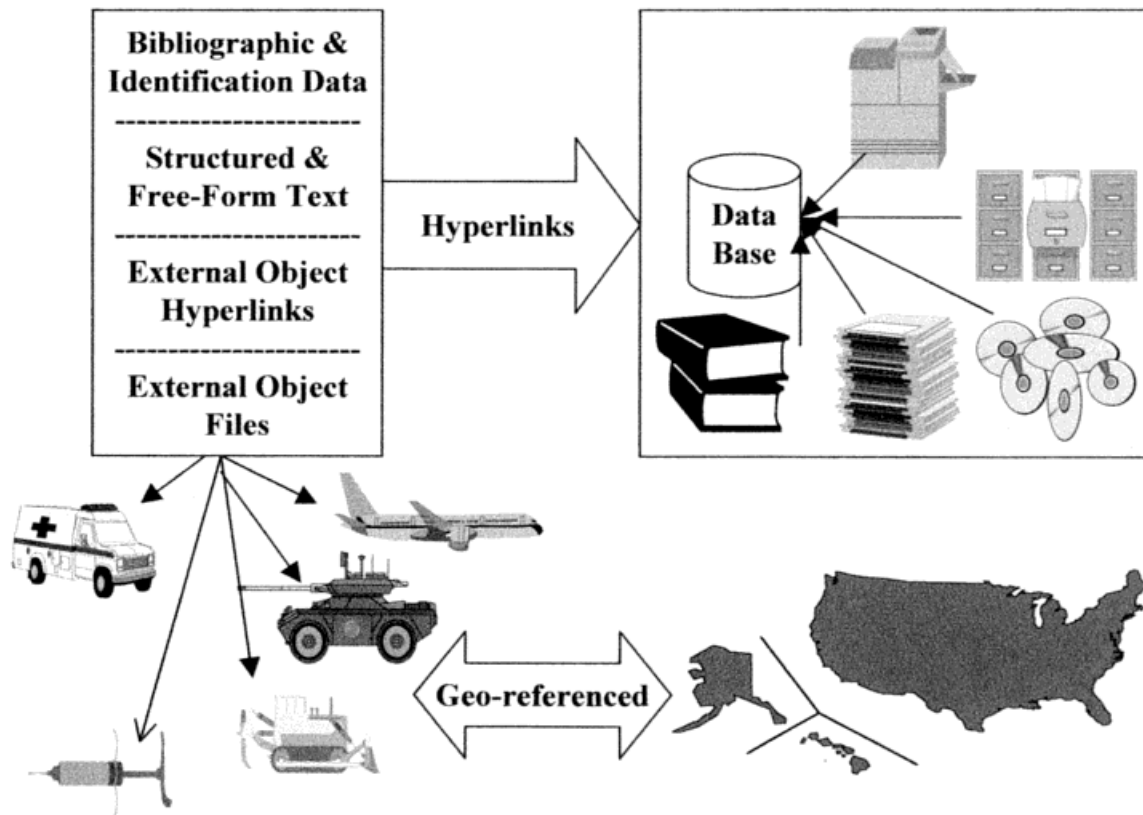 Bibliographic &
Identification Data
Structured &
Free-Form Text
External Object
Hyperlinks
External Object
Files
Hyperlinks
Data
Base
Geo-referenced